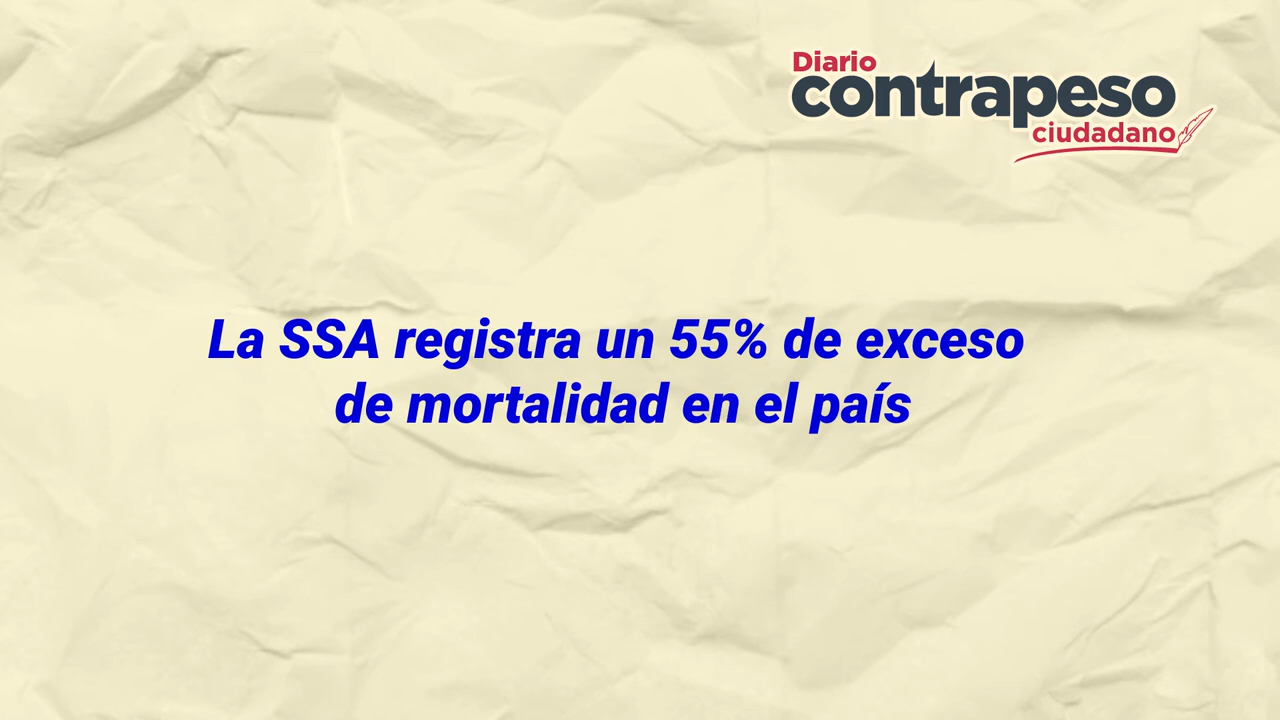 Diario
contrapeso
ciudadano
La SSA registra un 55% de exceso
de mortalidad en el país